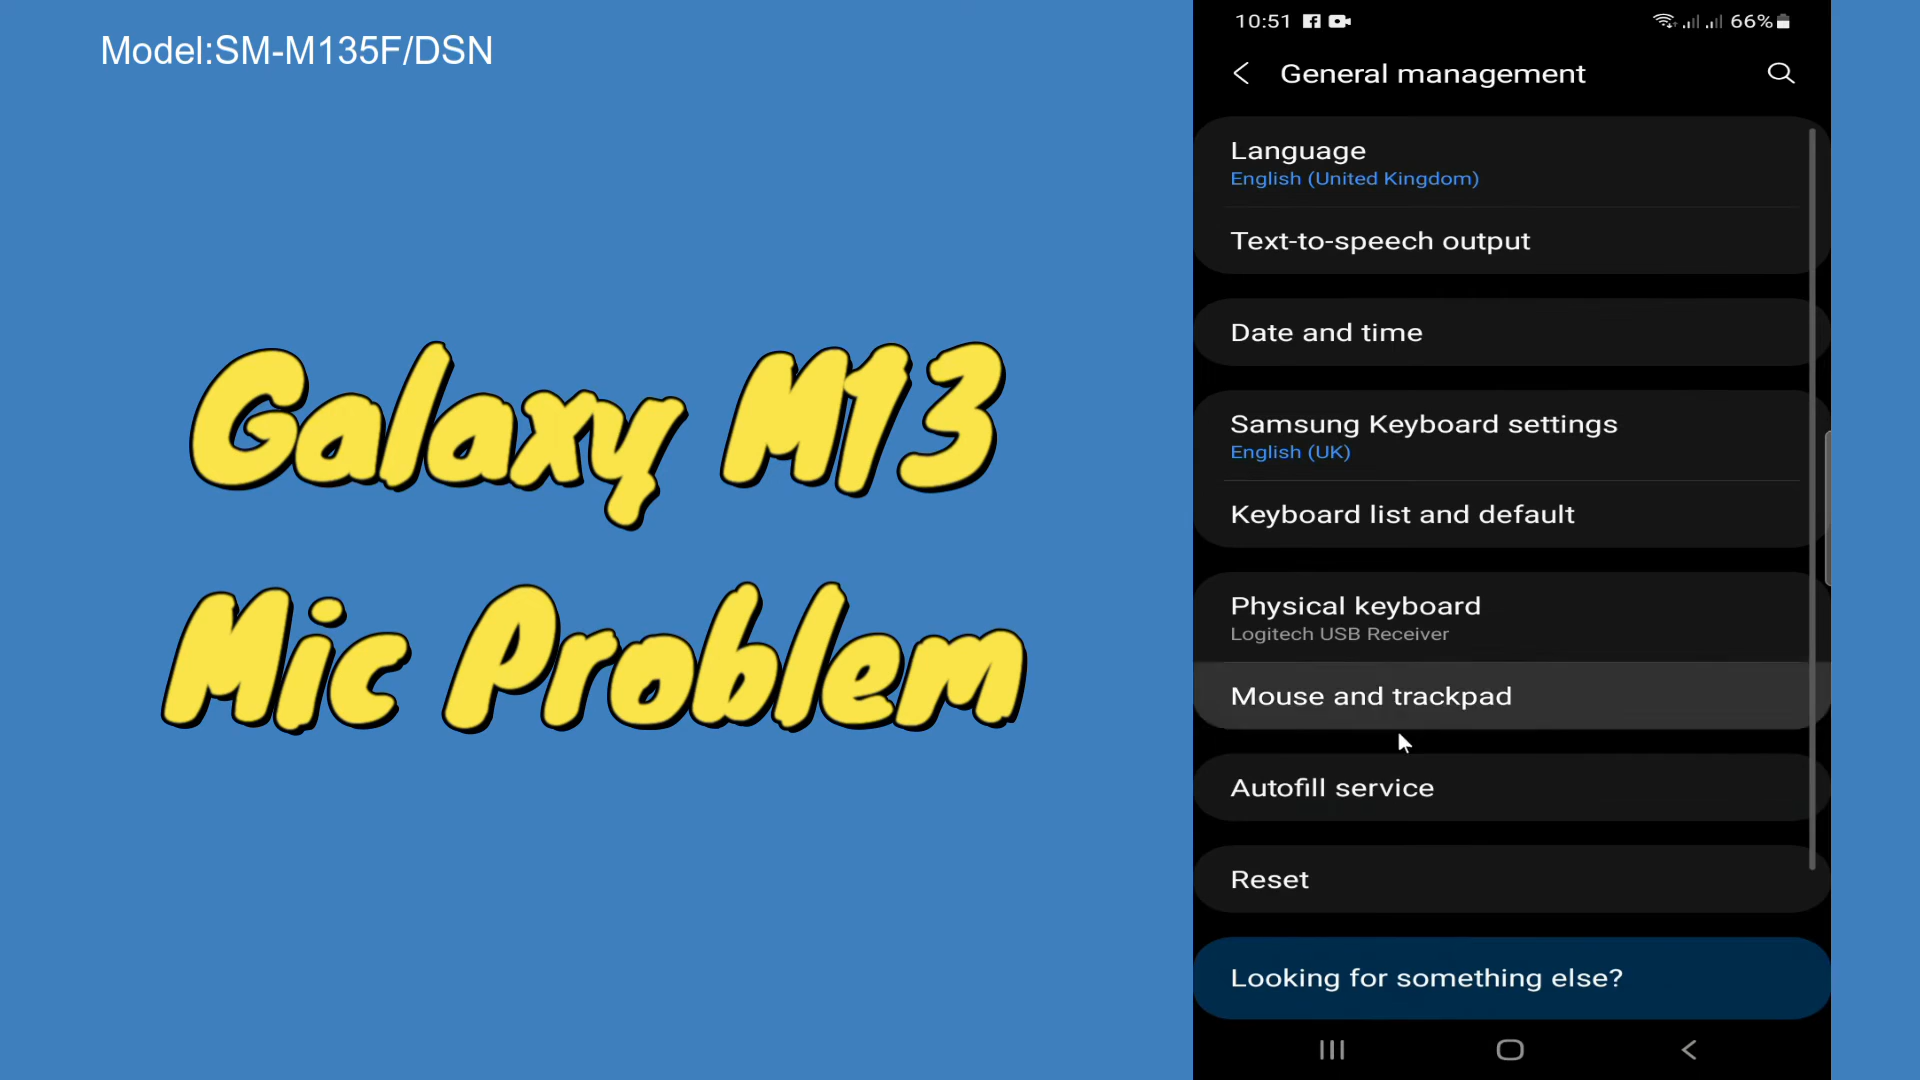 Model:SM-M135F/DSN
Galaxy M13
Mic Problem
10:51 66%
General management
Language
English (United Kingdom)
Text-to-speech output
Date and time
Samsung Keyboard settings
English (UK)
Keyboard list and default
Physical keyboard
Logitech USB Receiver
Mouse and trackpad
Autofill service
Reset
Looking for something else?